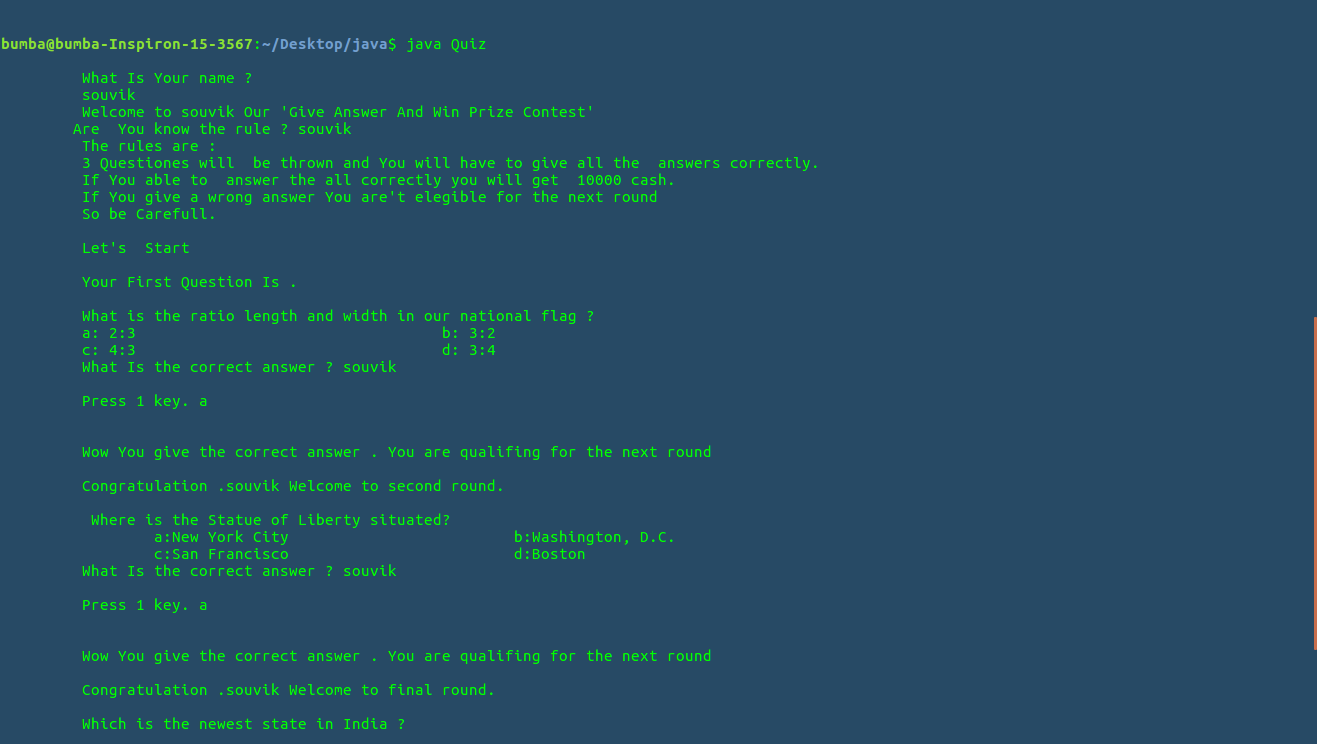 bumba@bumba-Inspiron-15-3567:~/Desktop/java$ java Quiz
What Is Your name ?
souvik
Welcome to souvik Our 'Give Answer And Win Prize Contest'
Are  You know the rule ? souvik
The rules are :
3 Questiones will  be thrown and You will have to give all the  answers correctly.
If You able to  answer the all correctly you will get  10000 cash.
If You give a wrong answer You are't elegible for the next round
So be Carefull.
Let's  Start
Your First Question Is .
What is the ratio length and width in our national flag ?
a: 2:3                                  b: 3:2
c: 4:3                                  d: 3:4
What Is the correct answer ? souvik
Press 1 key. a
Wow You give the correct answer . You are qualifing for the next round
Congratulation .souvik Welcome to second round.
Where is the Statue of Liberty situated?
a:New York City                         b:Washington, D.C.
c:San Francisco                         d:Boston
What Is the correct answer ? souvik
Press 1 key. a
Wow You give the correct answer . You are qualifing for the next round
Congratulation .souvik Welcome to final round.
Which is the newest state in India ?